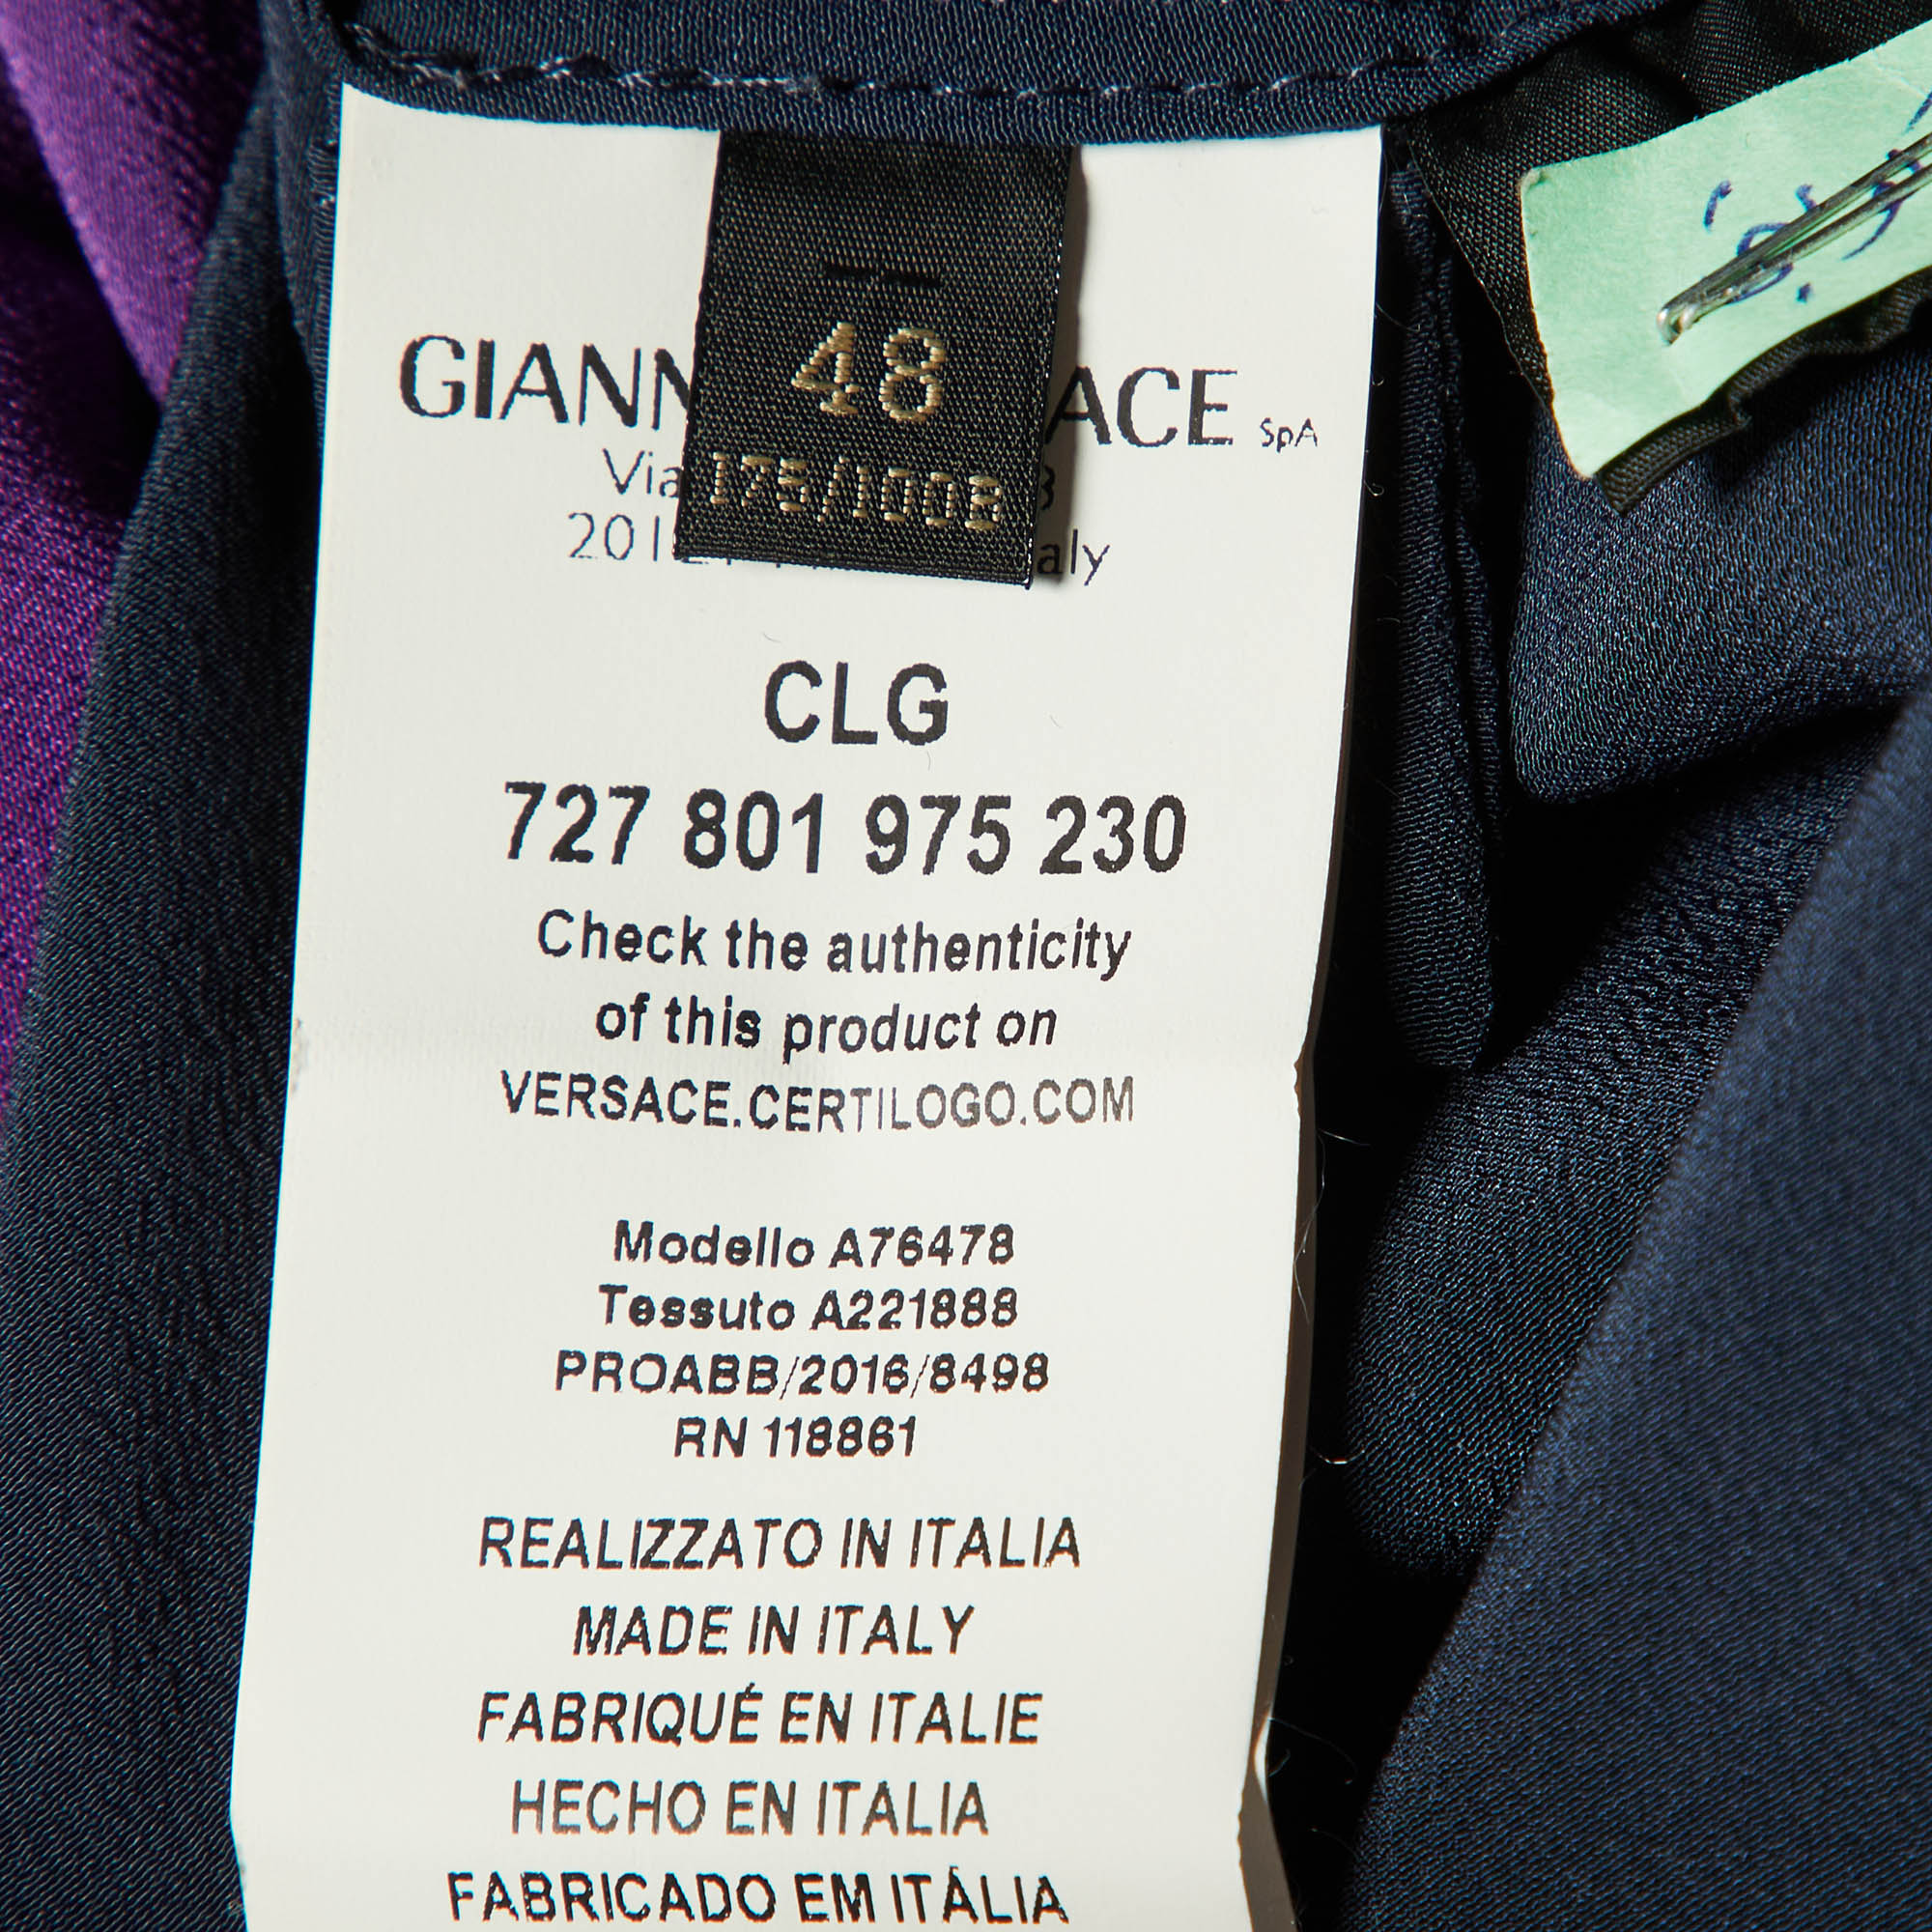 48
175/100B
GIANN ACE SpA
Via 3
201 aly
CLG
727 801 975 230
Check the authenticity
of this product on
VERSACE.CERTILOGO.COM
Modello A76478
Tessuto A221888
PROABB/2016/8498
RN 118861
REALIZZATO IN ITALIA
MADE IN ITALY
FABRIQUÉ EN ITALIE
HECHO EN ITALIA
FABRICADO EM ITÁLIA